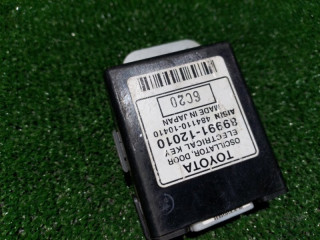 TOYOTA
OSCILLATOR, DOOR
ELECTRICAL KEY
89991-12010
AISIN 484110-10410
MADE IN JAPAN
6C20